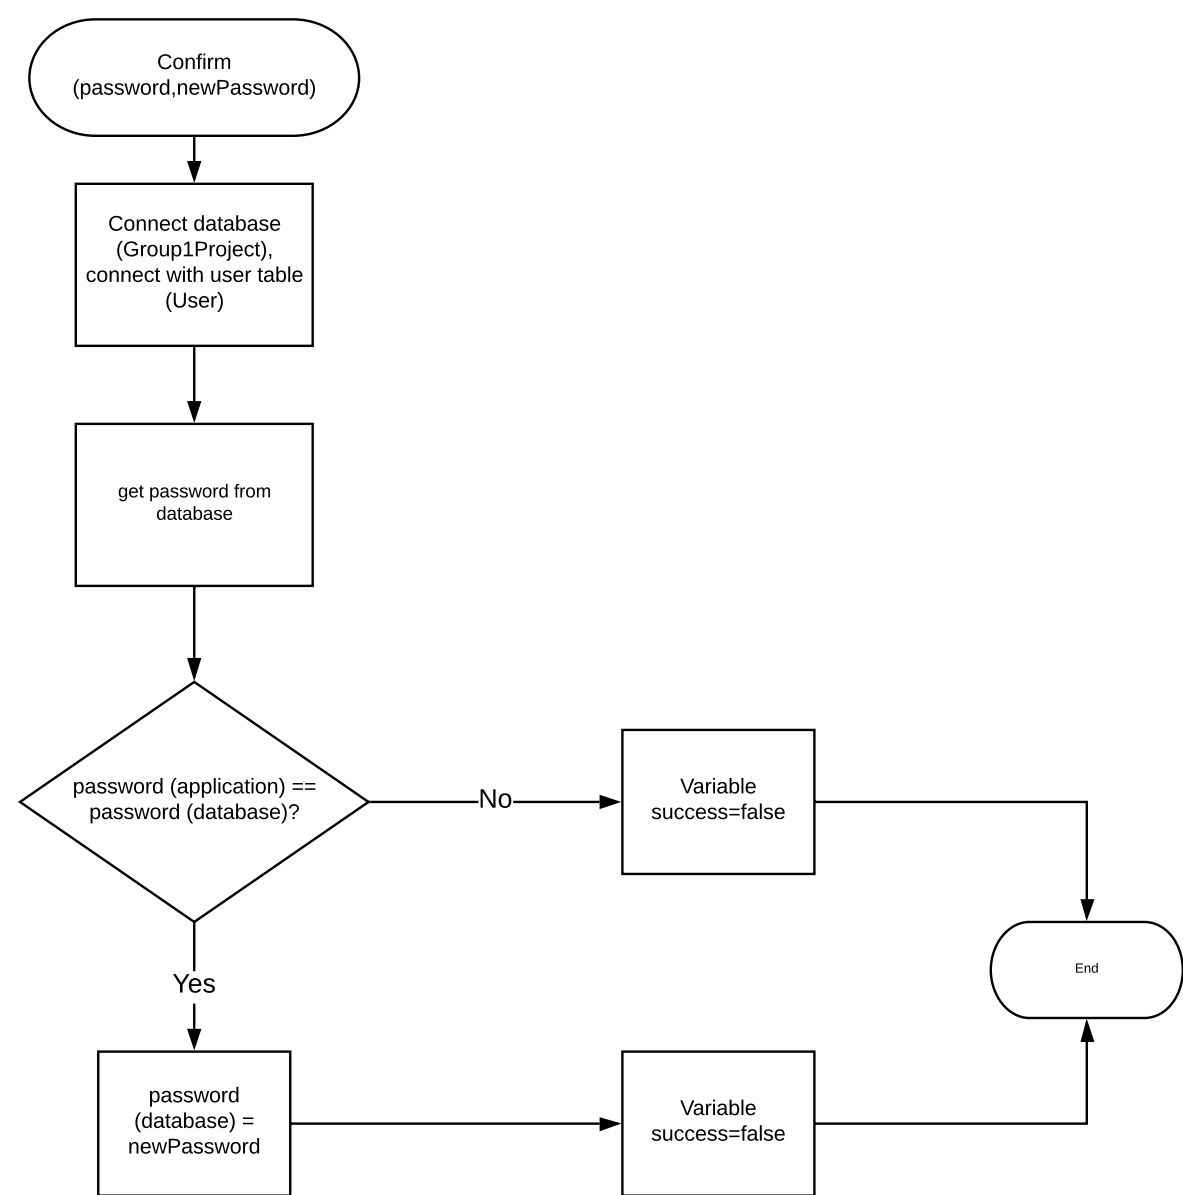 Confirm
(password,newPassword)
Connect database
(Group1Project),
connect with user table
(User)
get password from
database
password (application) ==
password (database)?
No
Variable
success=false
End
Yes
password
(database) =
newPassword
Variable
success=false